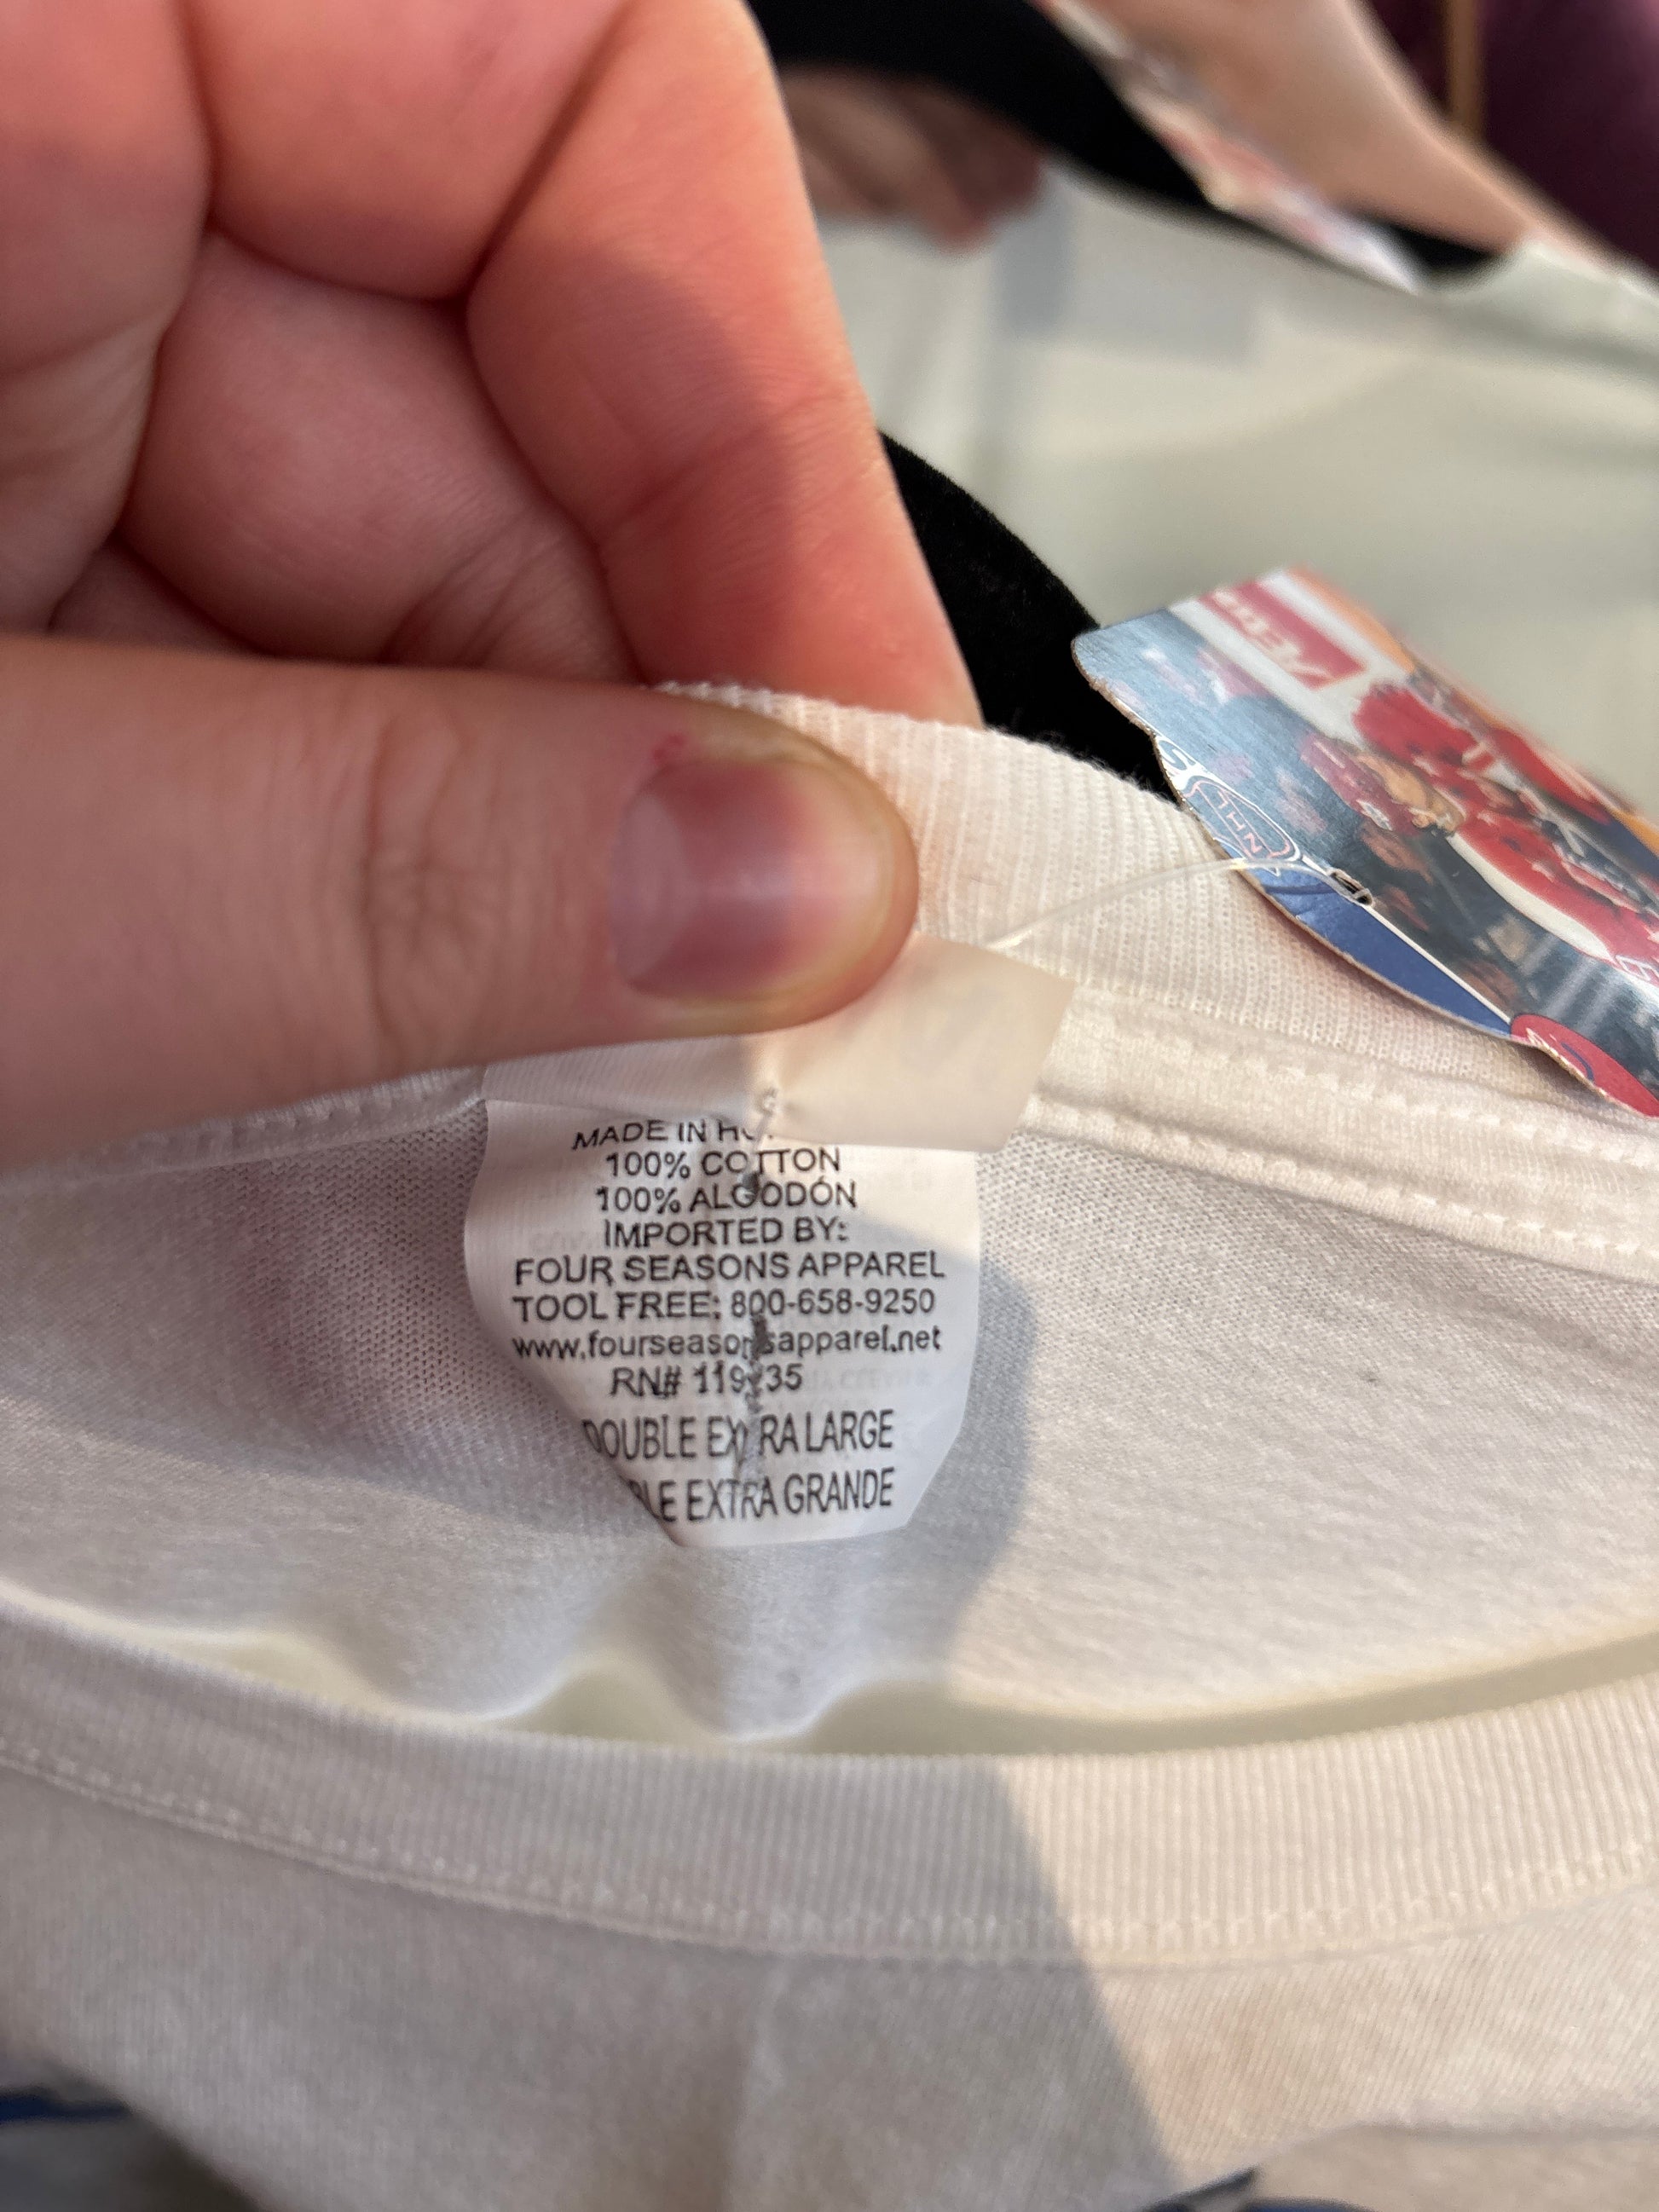 NHL
MADE IN
100% COTTON
100% ALGODÓN
IMPORTED BY:
FOUR SEASONS APPAREL
TOOL FREE: 800-658-9250
www.fourseasonsapparel.net
RN#
DOUBLE EXTRA LARGE
EXTRA GRANDE